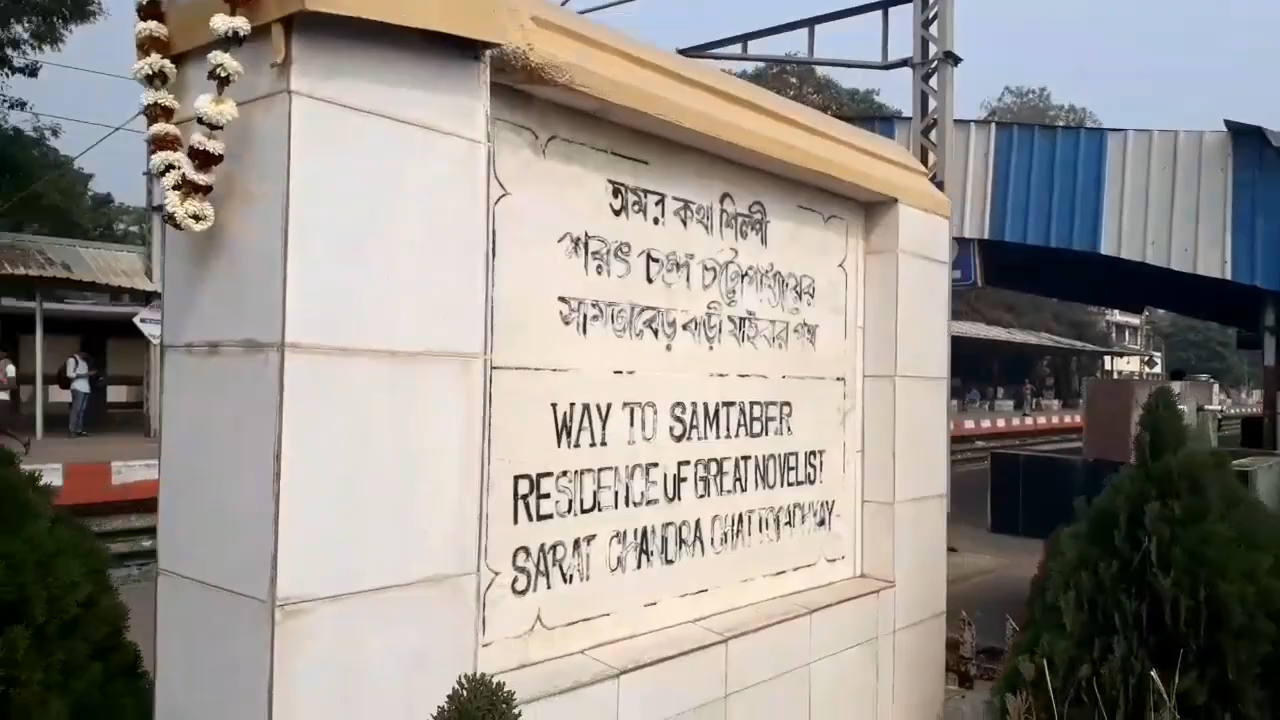 অমর কথা শিল্পী
শরৎ চন্দ্র চট্টোপাধ্যায়ের
সামতাবেড় বাড়ী যাইবার পথ
WAY TO SAMTABER
RESIDENCE OF GREAT NOVELIST
SARAT CHANDRA CHATTOPADHYAY